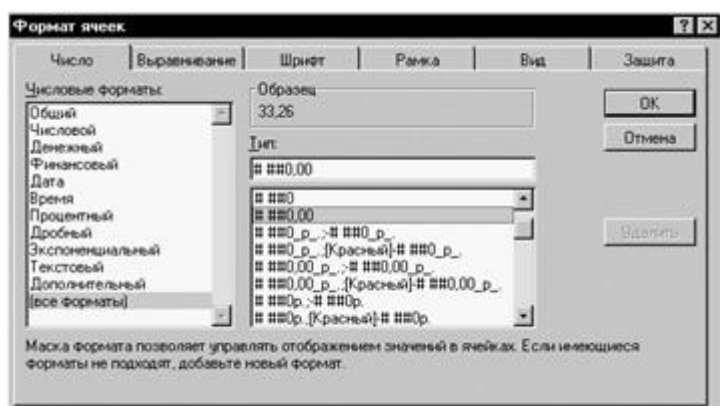 Формат ячеек
Число Выравнивание Шрифт Рамка Вид Защита
Числовые форматы:
Общий
Числовой
Денежный
Финансовый
Дата
Время
Процентный
Дробный
Экспоненциальный
Текстовый
Дополнительный
(все форматы)
Образец
33,26
Тип:
# ##0,00
# ##0
# ##0,00
# ##0_р_.;-# ##0_р_.
# ##0_р_.;[Красный]-# ##0_р_.
# ##0,00_р_.;-# ##0,00_р_.
# ##0,00_р_.;[Красный]-# ##0,00_р_.
# ##0р.;-# ##0р.
# ##0р.;[Красный]-# ##0р.
OK
Отмена
Удалить
Маска формата позволяет управлять отображением значений в ячейках. Если имеющиеся
форматы не подходят, добавьте новый формат.